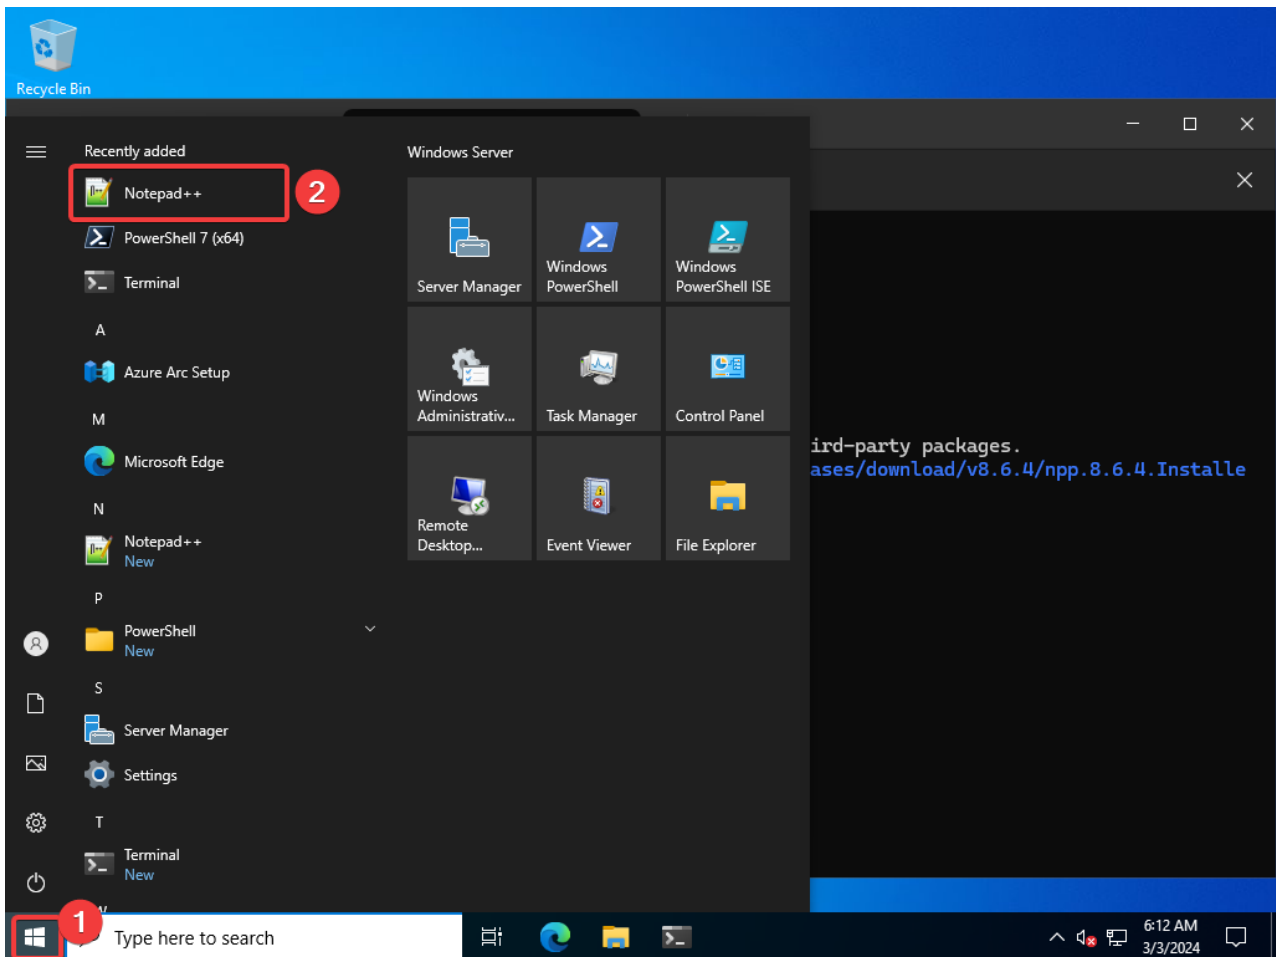 Recycle Bin
Recently added
Notepad++
2
PowerShell 7 (x64)
Terminal
A
Azure Arc Setup
M
Microsoft Edge
N
Notepad++
New
P
PowerShell
New
S
Server Manager
Settings
T
Terminal
New
W
Windows Server
Server Manager
Windows
PowerShell
Windows
PowerShell ISE
Windows
Administrativ...
Task Manager
Control Panel
Remote
Desktop...
Event Viewer
File Explorer
ird-party packages.
ases/download/v8.6.4/npp.8.6.4.Installe
1
Type here to search
6:12 AM
3/3/2024